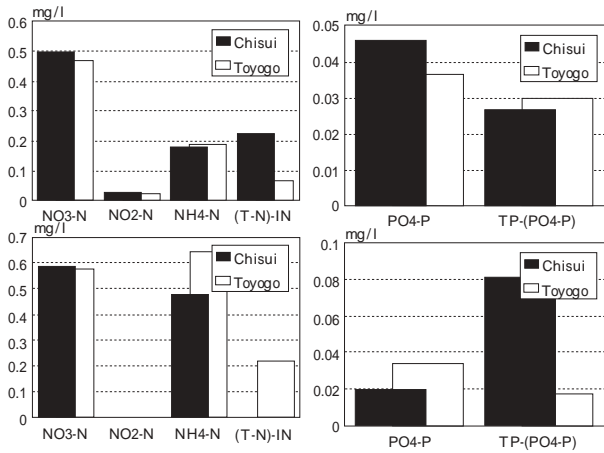 mg/l
0.6
0.5
0.4
0.3
0.2
0.1
0
Chisui
Toyogo
NO3-N NO2-N NH4-N (T-N)-IN
mg/l
0.05
0.04
0.03
0.02
0.01
0
Chisui
Toyogo
PO4-P TP-(PO4-P)
mg/l
0.7
0.6
0.5
0.4
0.3
0.2
0.1
0
Chisui
Toyogo
NO3-N NO2-N NH4-N (T-N)-IN
mg/l
0.1
0.08
0.06
0.04
0.02
0
Chisui
Toyogo
PO4-P TP-(PO4-P)